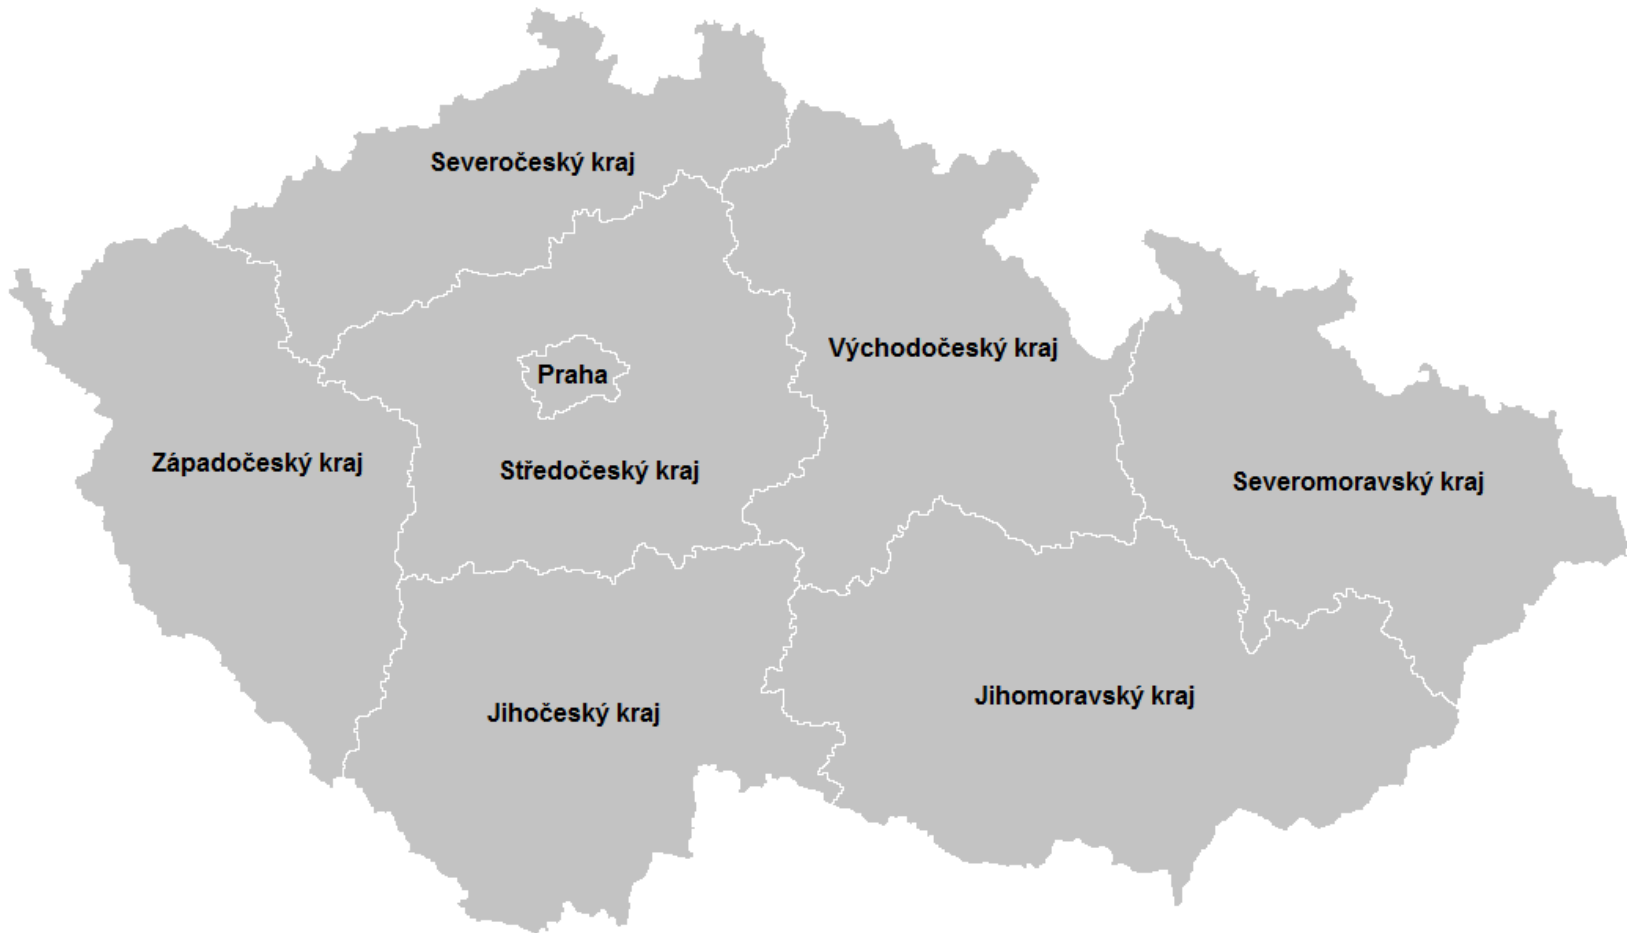 Severočeský kraj
Východočeský kraj
Praha
Západočeský kraj
Středočeský kraj
Severomoravský kraj
Jihomoravský kraj
Jihočeský kraj